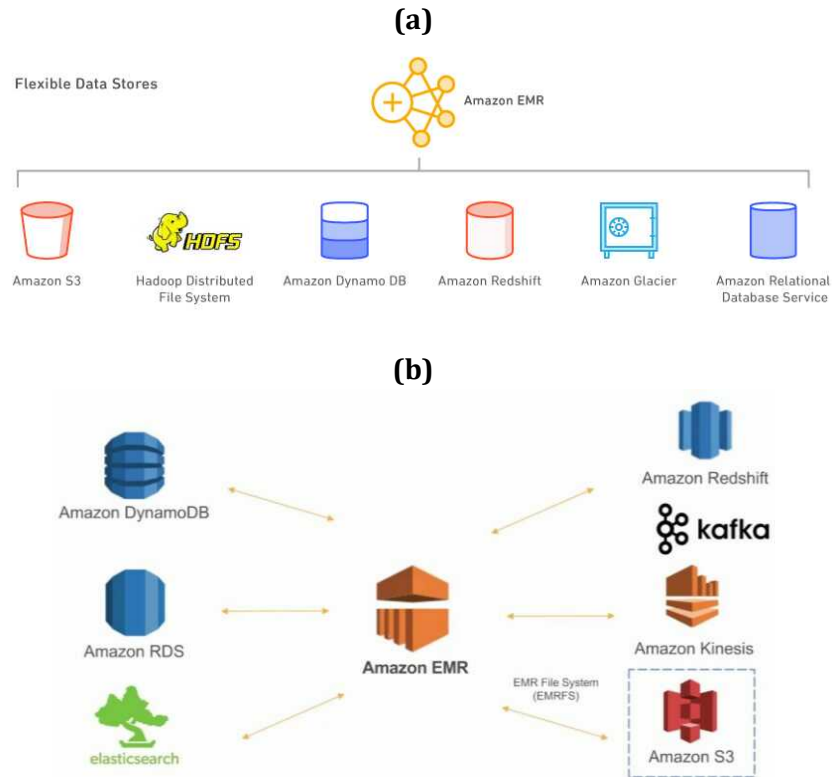 (a)
Flexible Data Stores
Amazon EMR
HDFS
Amazon S3
Hadoop Distributed
File System
Amazon Dynamo DB
Amazon Redshift
Amazon Glacier
Amazon Relational
Database Service
(b)
Amazon DynamoDB
Amazon Redshift
kafka
Amazon RDS
Amazon EMR
Amazon Kinesis
EMR File System
(EMRFS)
elasticsearch
Amazon S3